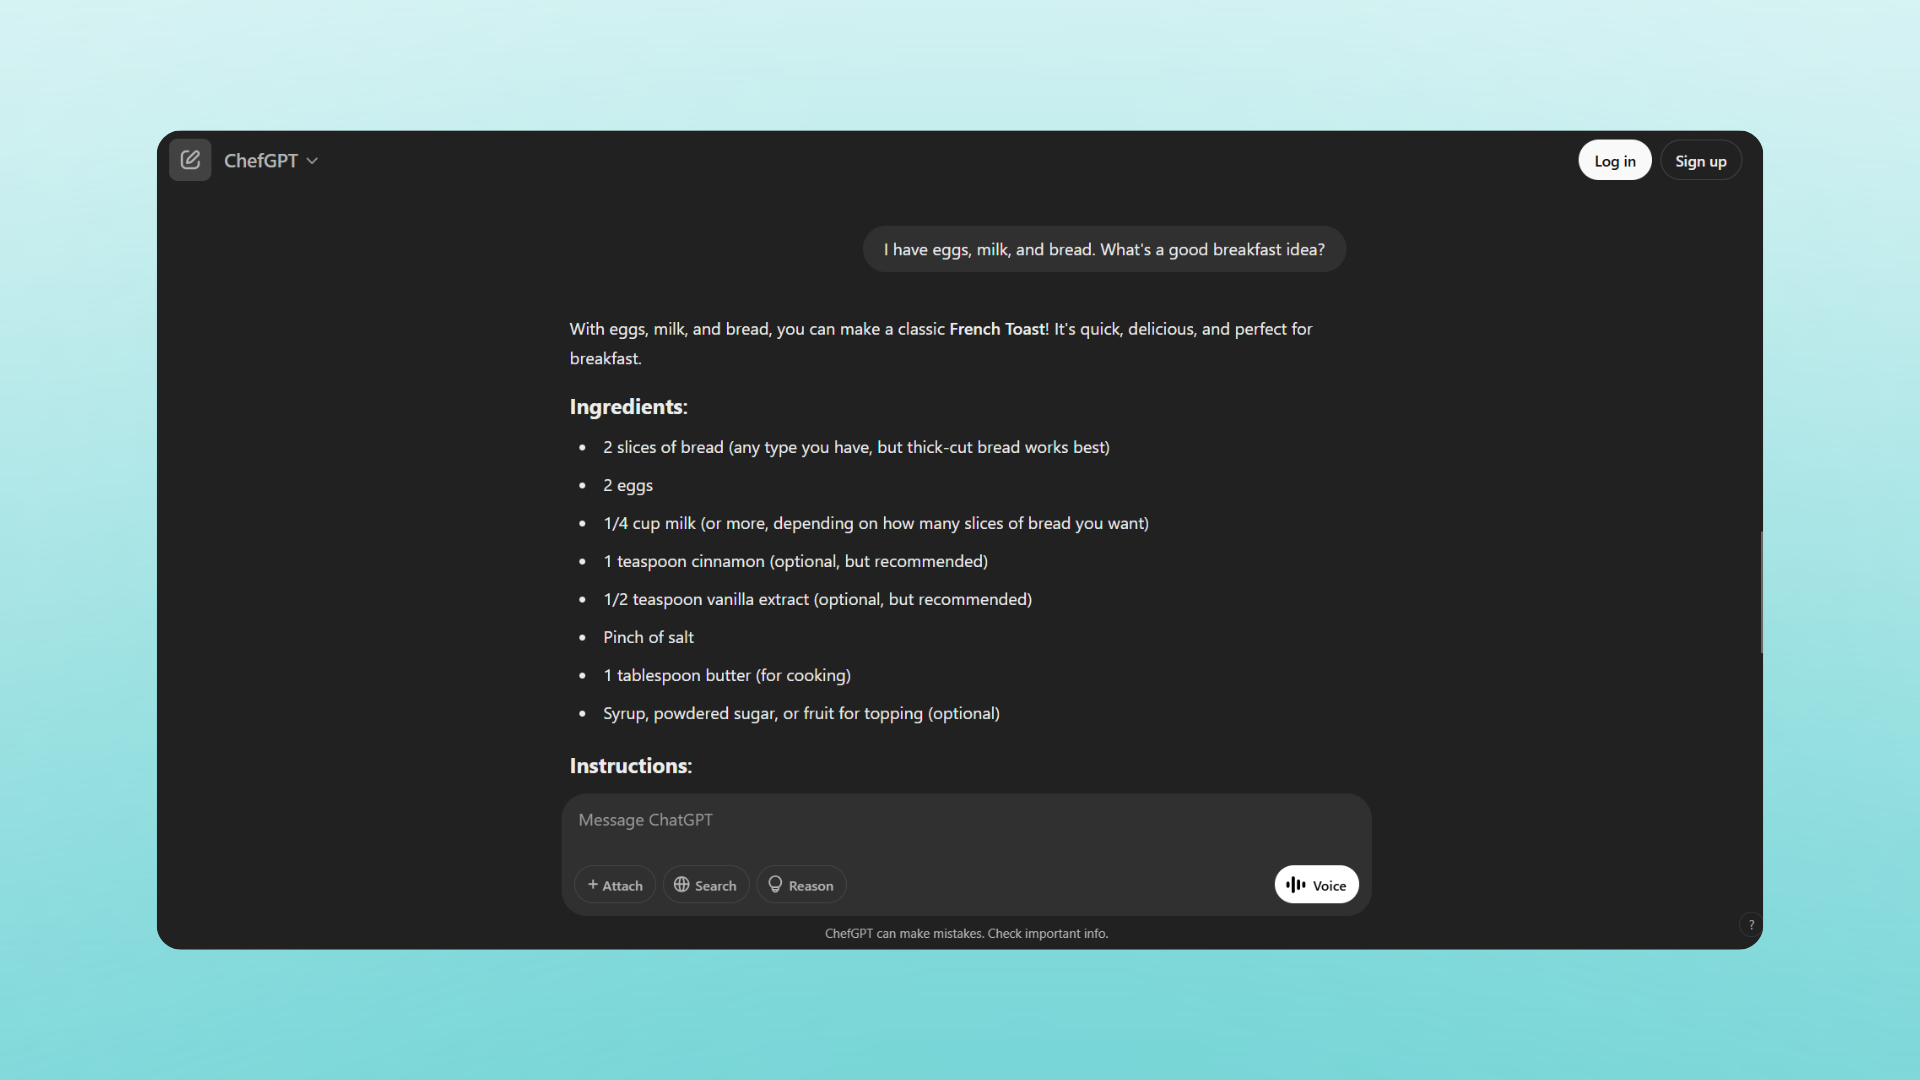 ChefGPT
Log in
Sign up
I have eggs, milk, and bread. What's a good breakfast idea?
With eggs, milk, and bread, you can make a classic French Toast! It's quick, delicious, and perfect for
breakfast.
Ingredients:
• 2 slices of bread (any type you have, but thick-cut bread works best)
• 2 eggs
• 1/4 cup milk (or more, depending on how many slices of bread you want)
• 1 teaspoon cinnamon (optional, but recommended)
• 1/2 teaspoon vanilla extract (optional, but recommended)
• Pinch of salt
• 1 tablespoon butter (for cooking)
• Syrup, powdered sugar, or fruit for topping (optional)
Instructions:
Message ChatGPT
+ Attach
Search
Reason
Voice
ChefGPT can make mistakes. Check important info.
?